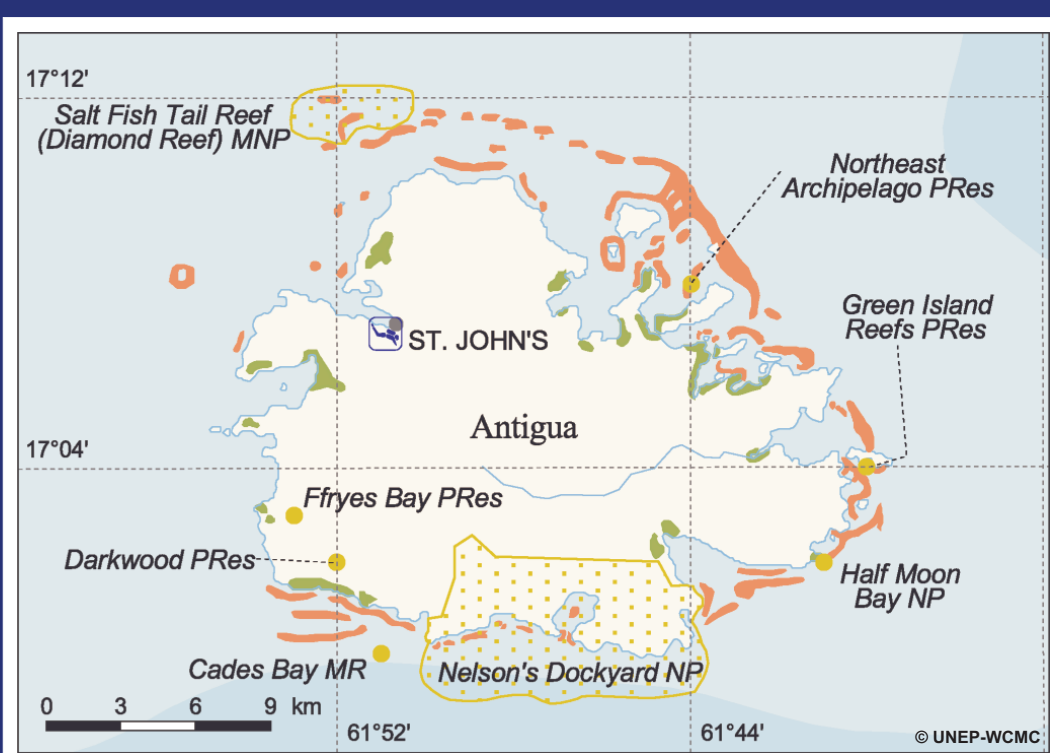 17°12'
Salt Fish Tail Reef
(Diamond Reef) MNP
Northeast
Archipelago PRes
Green Island
Reefs PRes
ST. JOHN'S
Antigua
17°04'
Ffryes Bay PRes
Darkwood PRes
Half Moon
Bay NP
Cades Bay MR
Nelson's Dockyard NP
0 3 6 9 km
61°52'
61°44'
© UNEP-WCMC